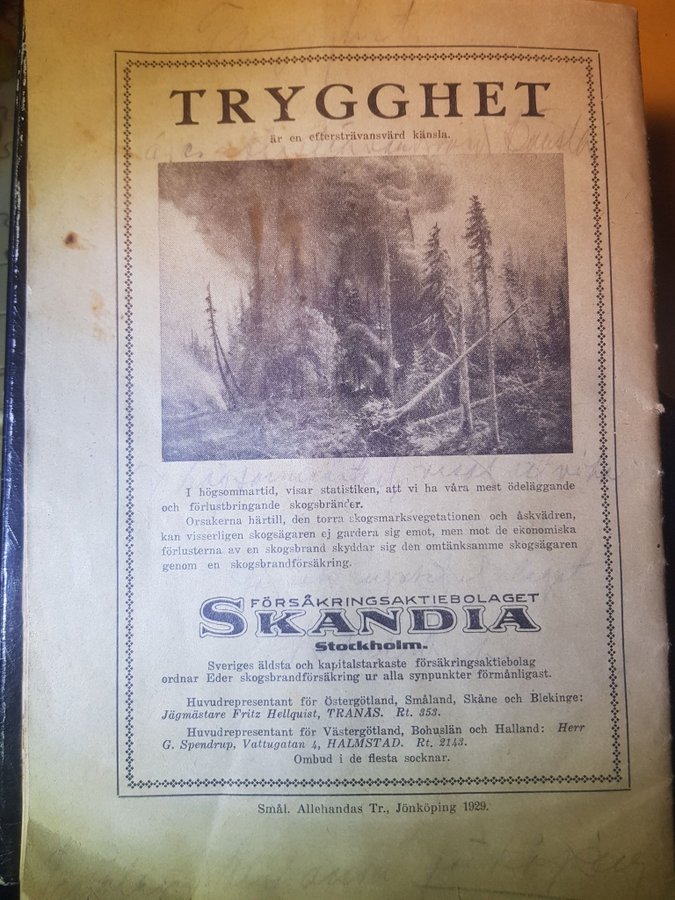 TRYGGHET
är en eftersträvansvärd känsla.
I högsommartid, visar statistiken, att vi ha våra mest ödeläggande
och förlustbringande skogsbränder.
Orsakerna härtill, den torra skogsmarksvegetationen och åskvädren,
kan visserligen skogsägaren ej gardera sig emot, men mot de ekonomiska
förlusterna av en skogsbrand skyddar sig den omtänksamme skogsägaren
genom en skogsbrandförsäkring.
FÖRSÄKRINGSAKTIEBOLAGET
SKANDIA
Stockholm.
Sveriges äldsta och kapitalstarkaste försäkringsaktiebolag
ordnar Eder skogsbrandförsäkring ur alla synpunkter förmånligast.
Huvudrepresentant för Östergötland, Småland, Skåne och Blekinge:
Jägmästare Fritz Hellquist, TRANÅS. Rt. 353.
Huvudrepresentant för Västergötland, Bohuslän och Halland: Herr
G. Spendrup, Vattugatan 4, HALMSTAD. Rt. 2143.
Ombud i de flesta socknar.
Smål. Allehandas Tr., Jönköping 1929.